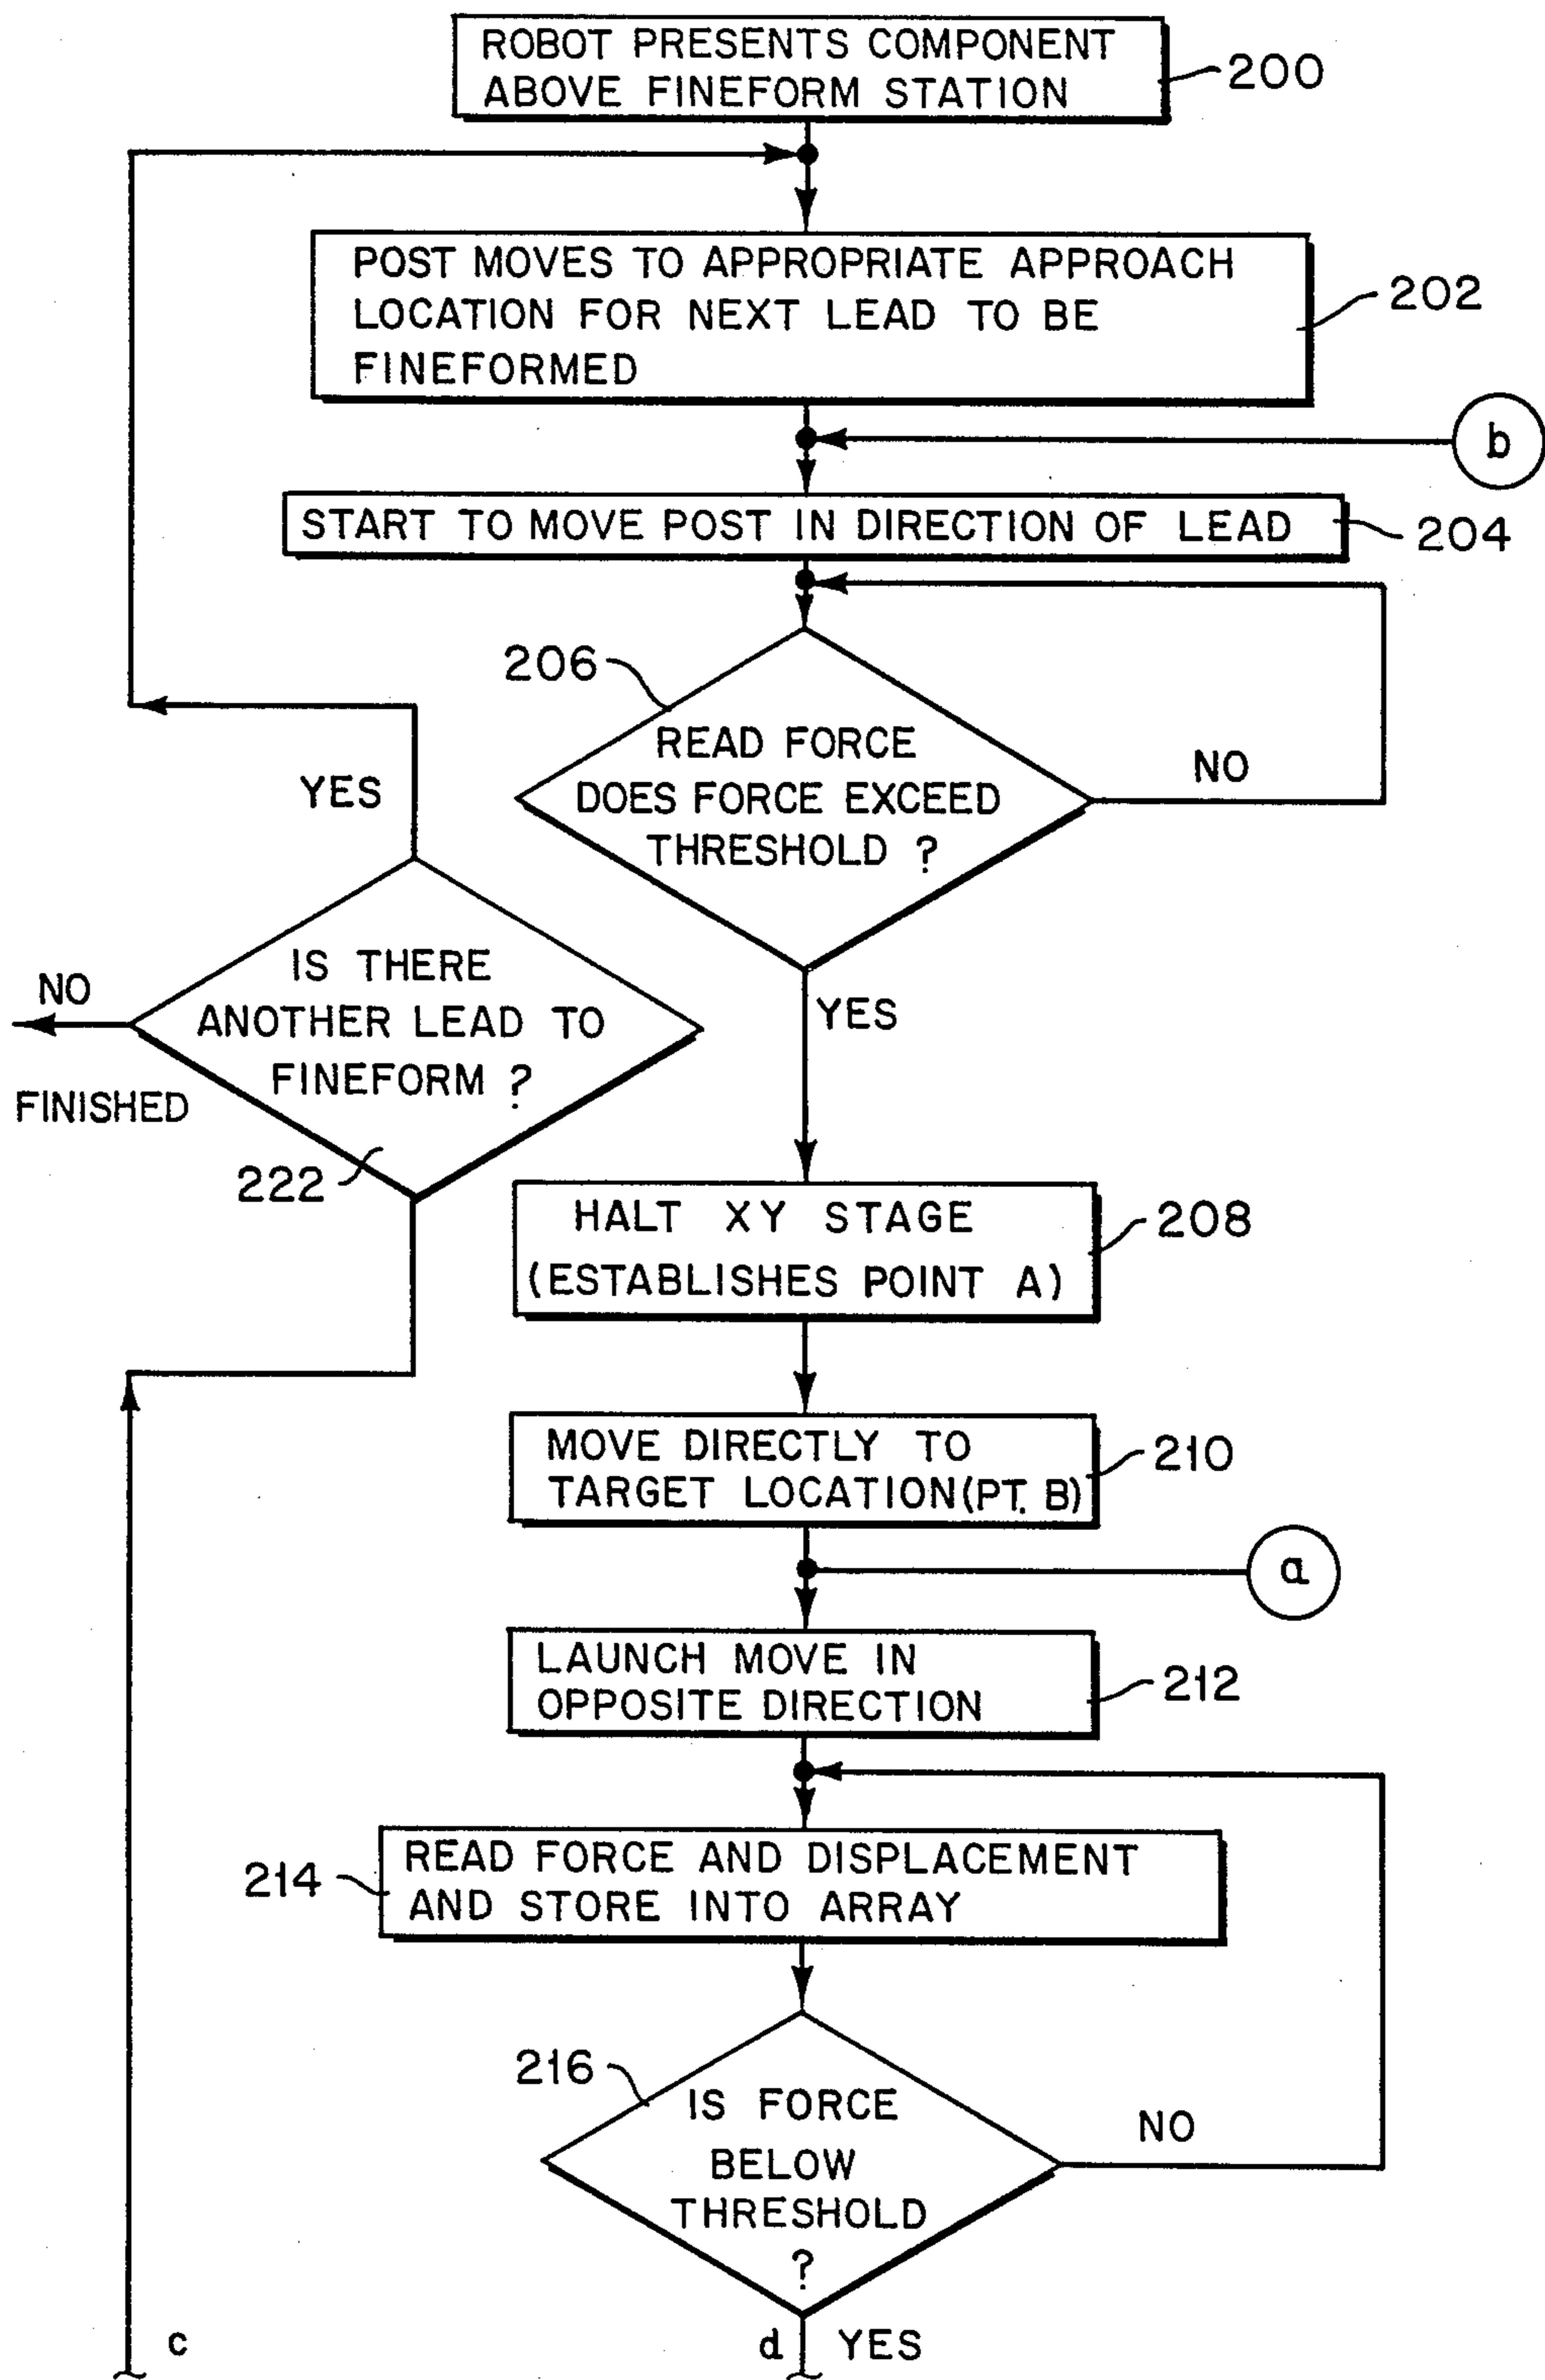 ROBOT PRESENTS COMPONENT
ABOVE FINEFORM STATION
200
POST MOVES TO APPROPRIATE APPROACH
LOCATION FOR NEXT LEAD TO BE
FINEFORMED
202
b
START TO MOVE POST IN DIRECTION OF LEAD
204
206
READ FORCE
DOES FORCE EXCEED
THRESHOLD ?
NO
YES
YES
IS THERE
ANOTHER LEAD TO
FINEFORM ?
NO
FINISHED
222
HALT XY STAGE
(ESTABLISHES POINT A)
208
MOVE DIRECTLY TO
TARGET LOCATION (PT. B)
210
a
LAUNCH MOVE IN
OPPOSITE DIRECTION
212
READ FORCE AND DISPLACEMENT
AND STORE INTO ARRAY
214
216
IS FORCE
BELOW
THRESHOLD
?
NO
c
d YES